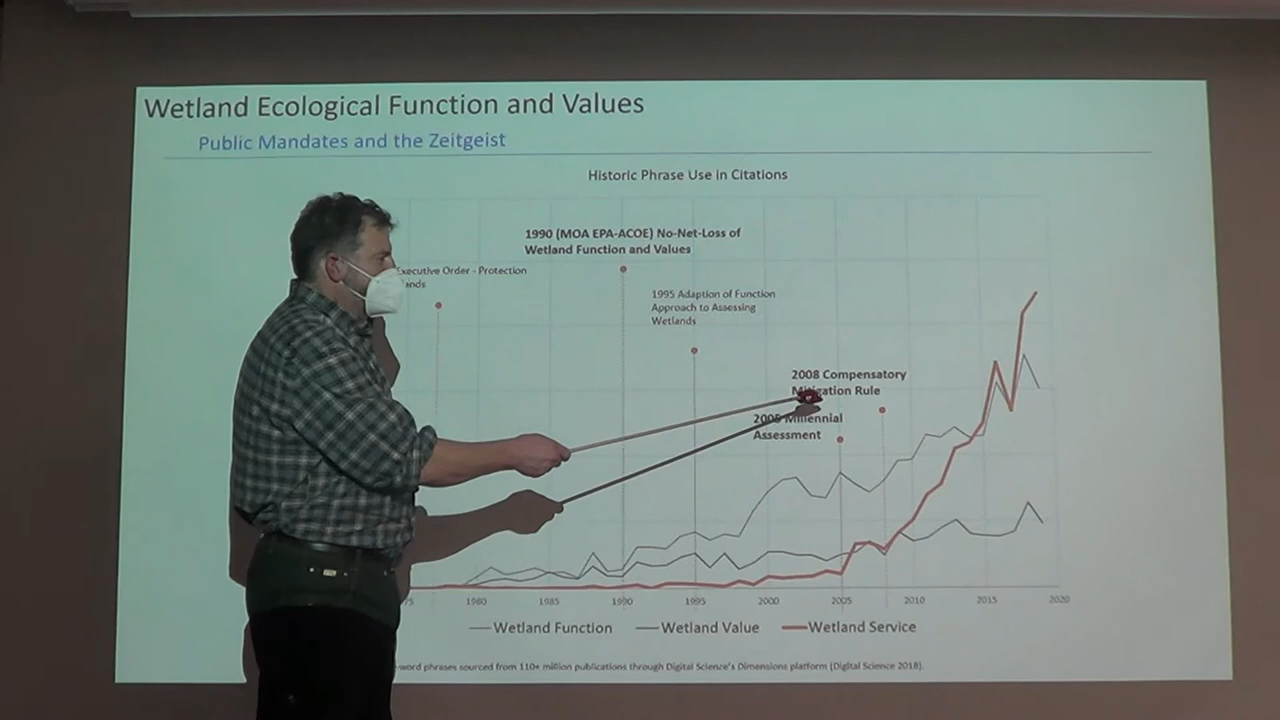 Wetland Ecological Function and Values
Public Mandates and the Zeitgeist
Historic Phrase Use in Citations
1990 (MOA EPA-ACOE) No-Net-Loss of
Wetland Function and Values
Executive Order - Protection
1995 Adaption of Function
Approach to Assessing
Wetlands
2008 Compensatory
Mitigation Rule
2005 Millennial
Assessment
1980 1985 1990 1995 2000 2005 2010 2015 2020
Wetland Function Wetland Value Wetland Service
phrases sourced from 110+ million publications through Digital Science's Dimensions platform (Digital Science 2018)